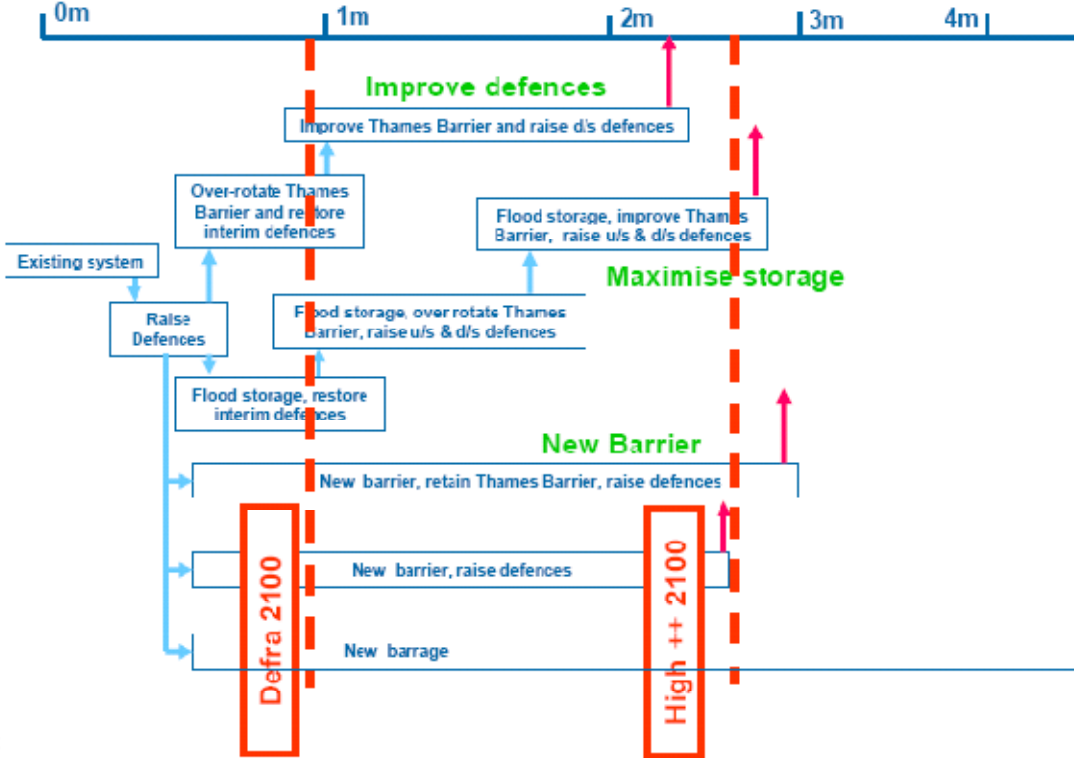 0m 1m 2m 3m 4m
Improve defences
Improve Thames Barrier and raise d/s defences
Over-rotate Thames
Barrier and restore
interim defences
Flood storage, improve Thames
Barrier, raise u/s & d/s defences
Existing system
Maximise storage
Raise
Defences
Flood storage, over rotate Thames
Barrier, raise u/s & d/s defences
Flood storage, restore
interim defences
New Barrier
New barrier, retain Thames Barrier, raise defences
Defra 2100
High ++ 2100
New barrier, raise defences
New barrage